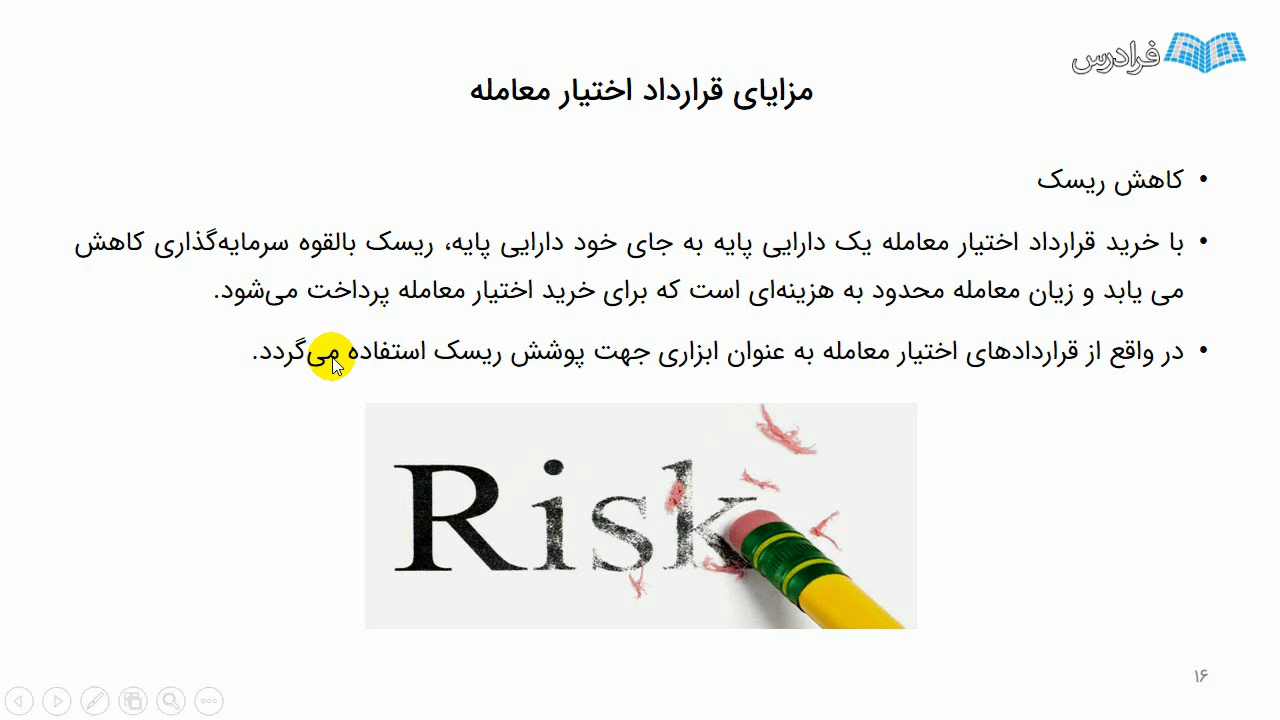 فرادرس
مزایای قرارداد اختیار معامله
• کاهش ریسک
• با خرید قرارداد اختیار معامله یک دارایی پایه به جای خود دارایی پایه، ریسک بالقوه سرمایه‌گذاری کاهش
می یابد و زیان معامله محدود به هزینه‌ای است که برای خرید اختیار معامله پرداخت می‌شود.
• در واقع از قراردادهای اختیار معامله به عنوان ابزاری جهت پوشش ریسک استفاده می‌گردد.
Risk
۱۶